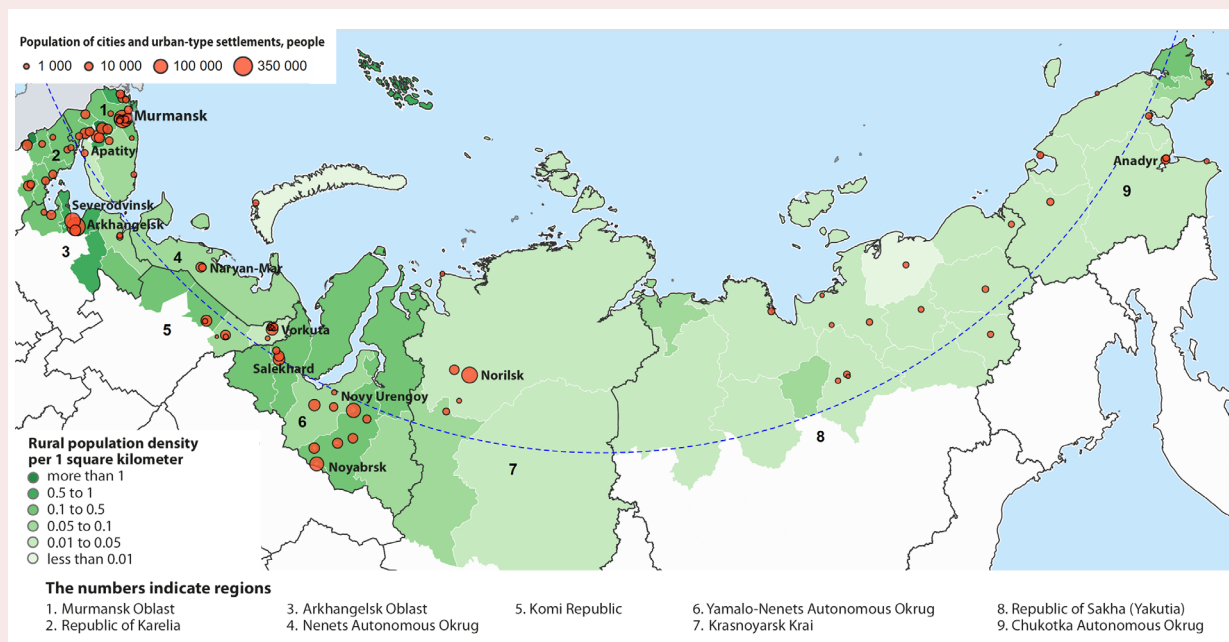 Population of cities and urban-type settlements, people
1 000 10 000 100 000 350 000
1
Murmansk
2
Apatity
Severodvinsk
Arkhangelsk
3
4
Naryan-Mar
5
Vorkuta
Salekhard
Novy Urengoy
6
Noyabrsk
Norilsk
7
8
Anadyr
9
Rural population density
per 1 square kilometer
more than 1
0.5 to 1
0.1 to 0.5
0.05 to 0.1
0.01 to 0.05
less than 0.01
The numbers indicate regions
1. Murmansk Oblast
2. Republic of Karelia
3. Arkhangelsk Oblast
4. Nenets Autonomous Okrug
5. Komi Republic
6. Yamalo-Nenets Autonomous Okrug
7. Krasnoyarsk Krai
8. Republic of Sakha (Yakutia)
9. Chukotka Autonomous Okrug